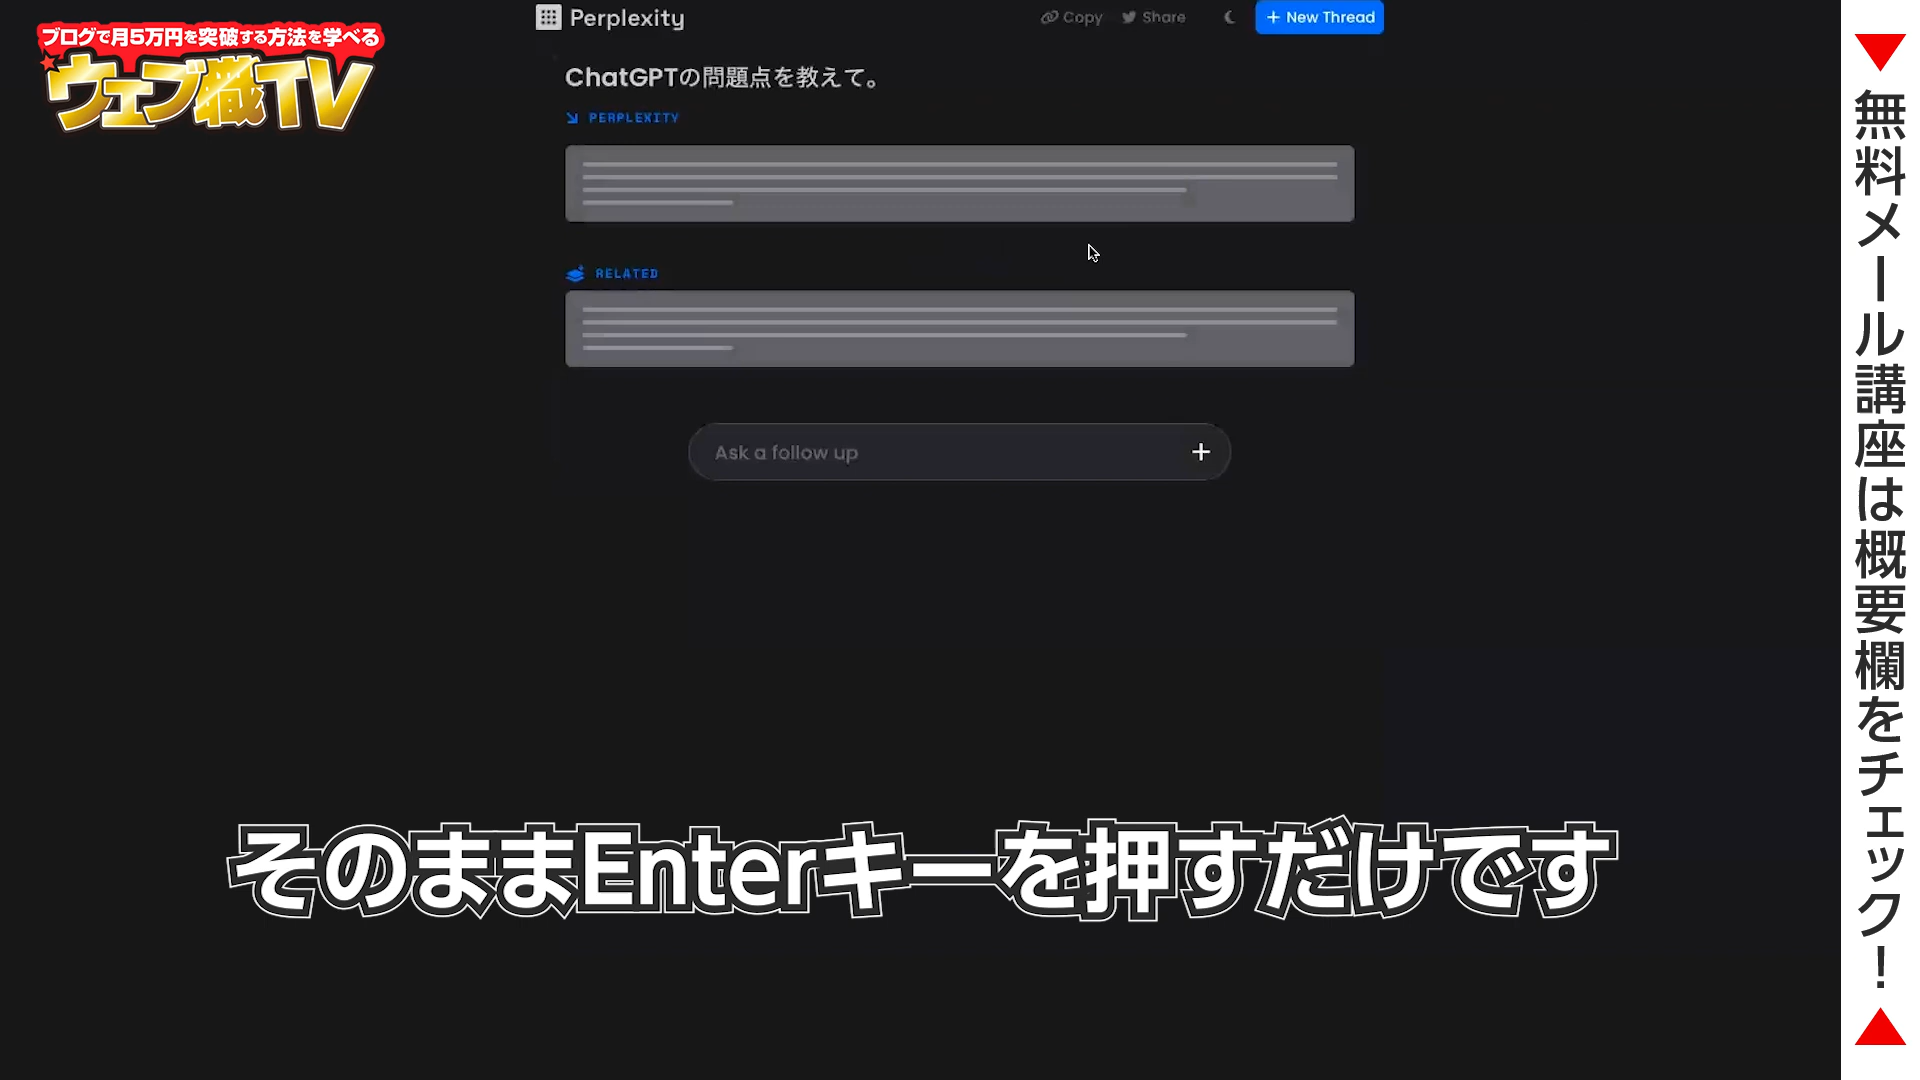 ブログで月5万円を突破する方法を学べる
ウェブ職TV
Perplexity
Copy
Share
+ New Thread
ChatGPTの問題点を教えて。
PERPLEXITY
RELATED
Ask a follow up
そのままEnterキーを押すだけです
▼無料メール講座は概要欄をチェック！▲